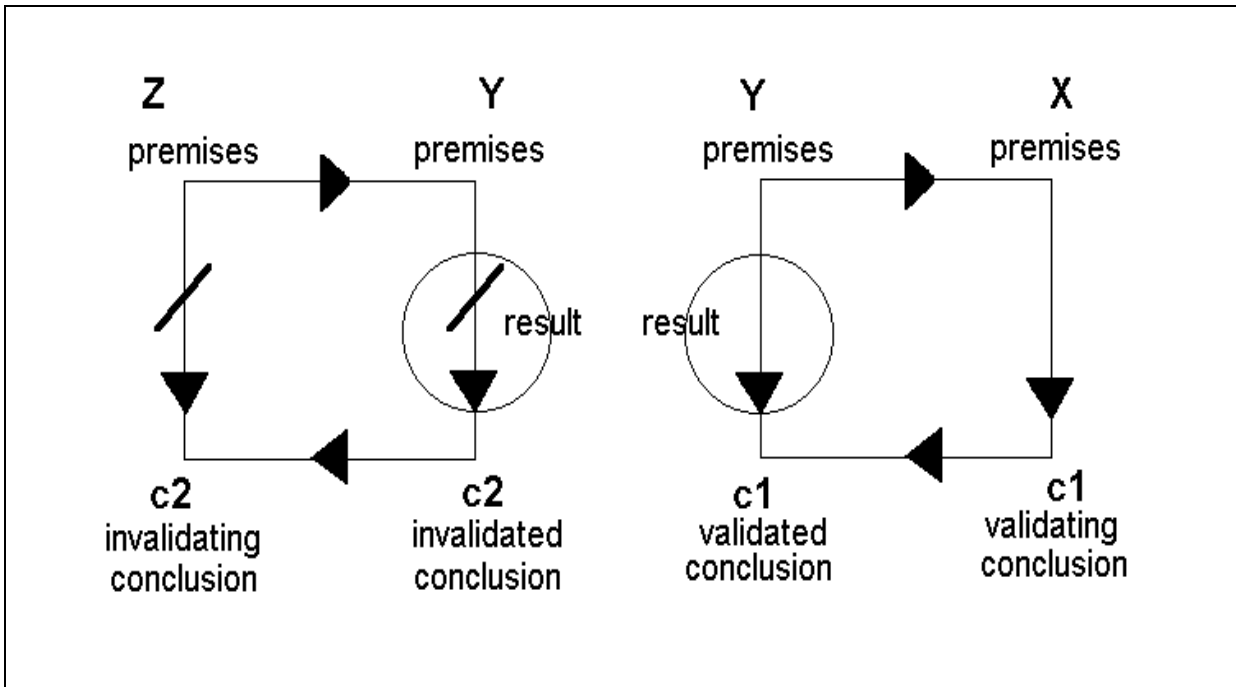 Z Y Y X
premises premises premises premises
result result
c2 c2 c1 c1
invalidating invalidated validated validating
conclusion conclusion conclusion conclusion